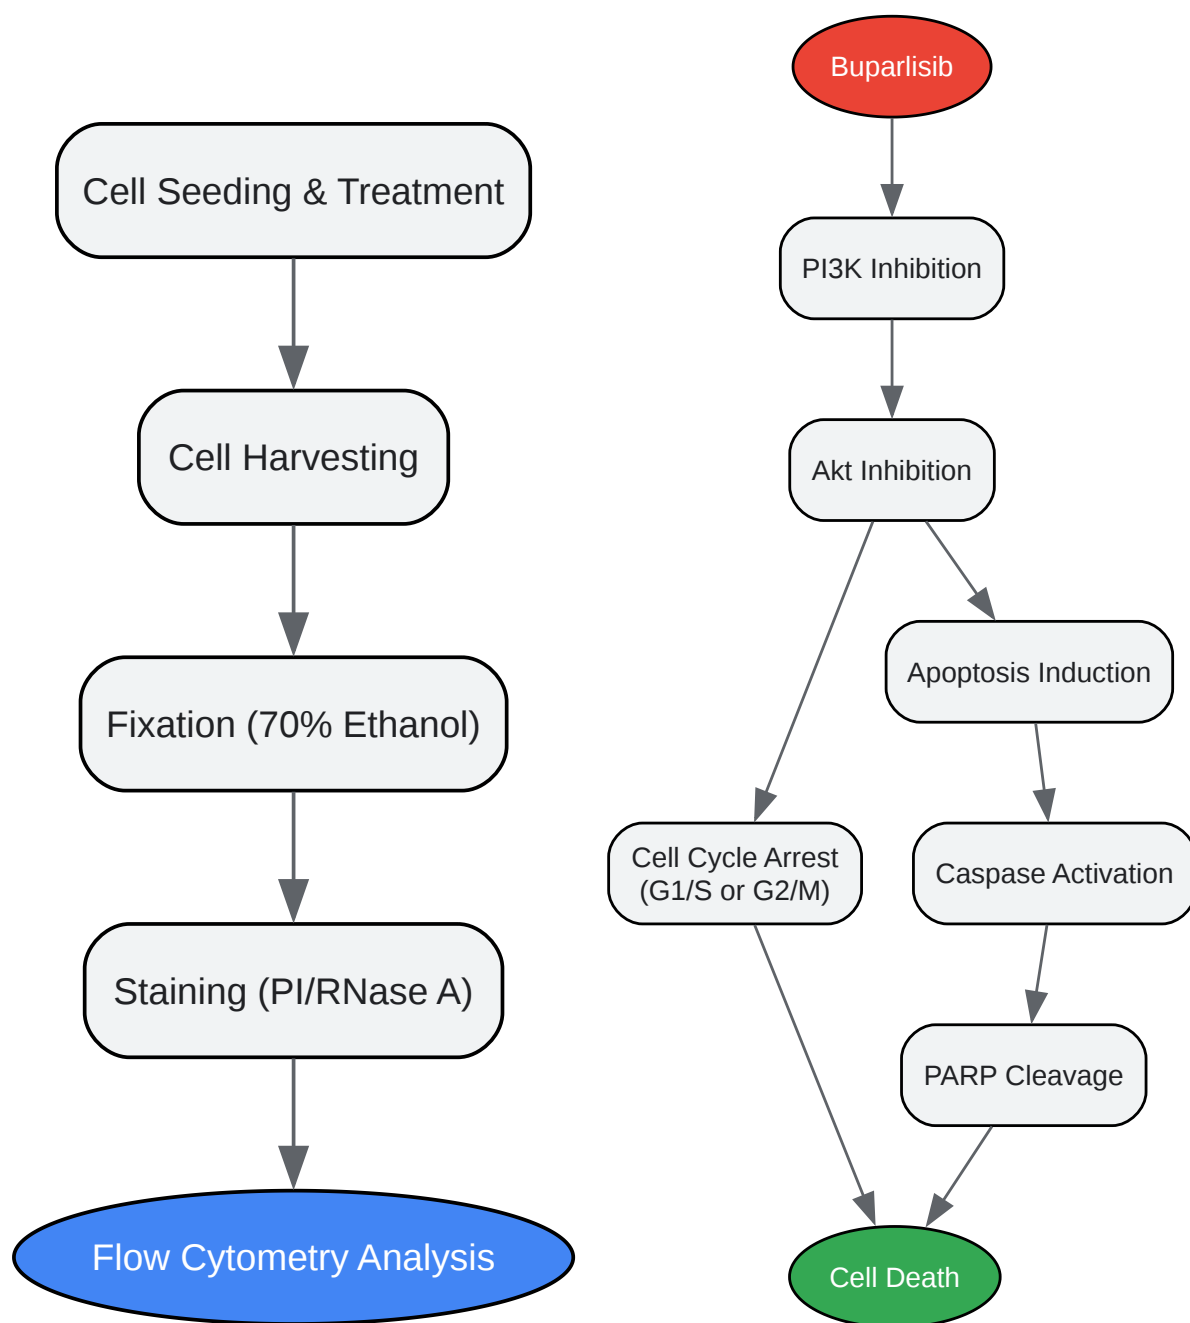 Cell Seeding & Treatment
Cell Harvesting
Fixation (70% Ethanol)
Staining (PI/RNase A)
Flow Cytometry Analysis
Buparlisib
PI3K Inhibition
Akt Inhibition
Apoptosis Induction
Cell Cycle Arrest
(G1/S or G2/M)
Caspase Activation
PARP Cleavage
Cell Death